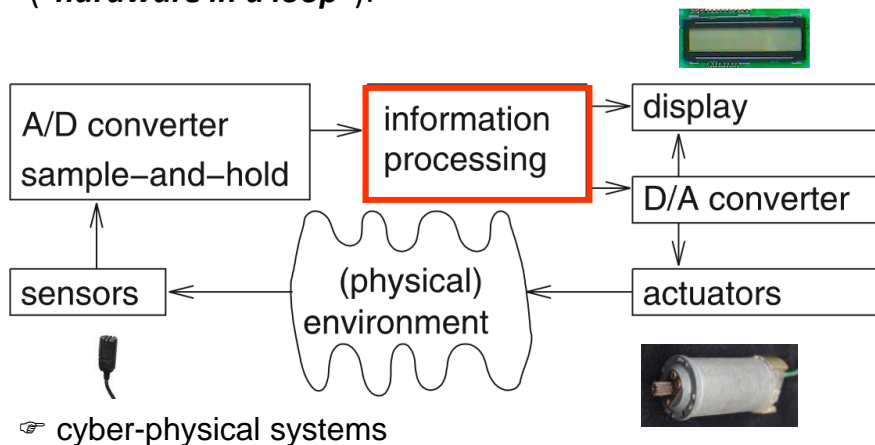 ("hardware in a loop"):
A/D converter
sample−and−hold
information
processing
display
D/A converter
(physical)
environment
sensors
actuators
☞ cyber-physical systems